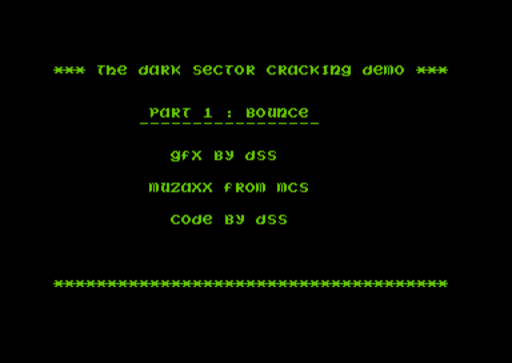 *** The dark sector cracking demo ***
Part 1 : Bounce
-----------------
gfx by dss
muzaxx from mcs
code by dss
*************************************